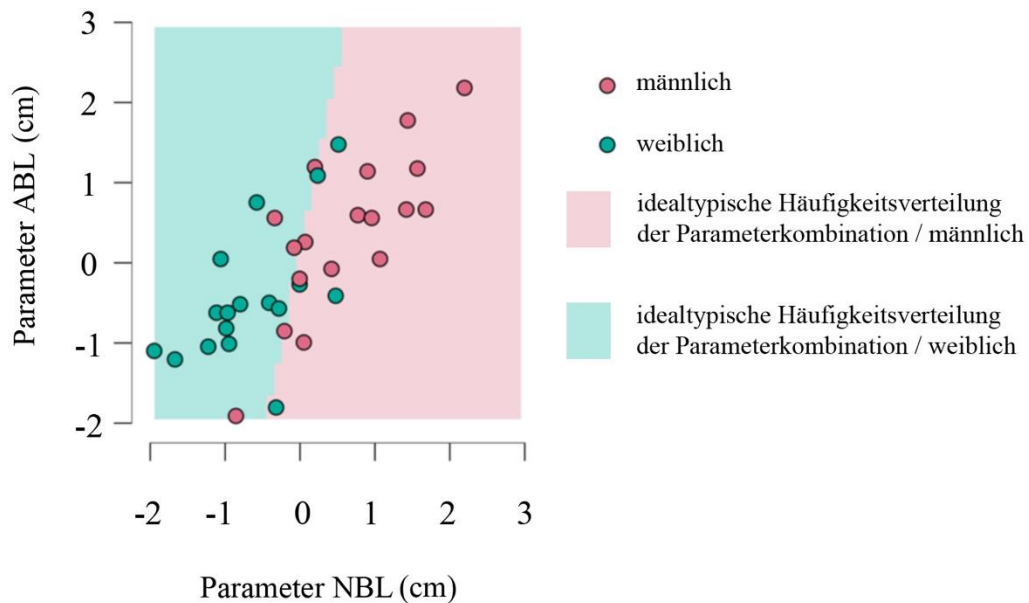 3
2
1
0
-1
-2
Parameter ABL (cm)
-2 -1 0 1 2 3
Parameter NBL (cm)
männlich
weiblich
idealtypische Häufigkeitsverteilung
der Parameterkombination / männlich
idealtypische Häufigkeitsverteilung
der Parameterkombination / weiblich